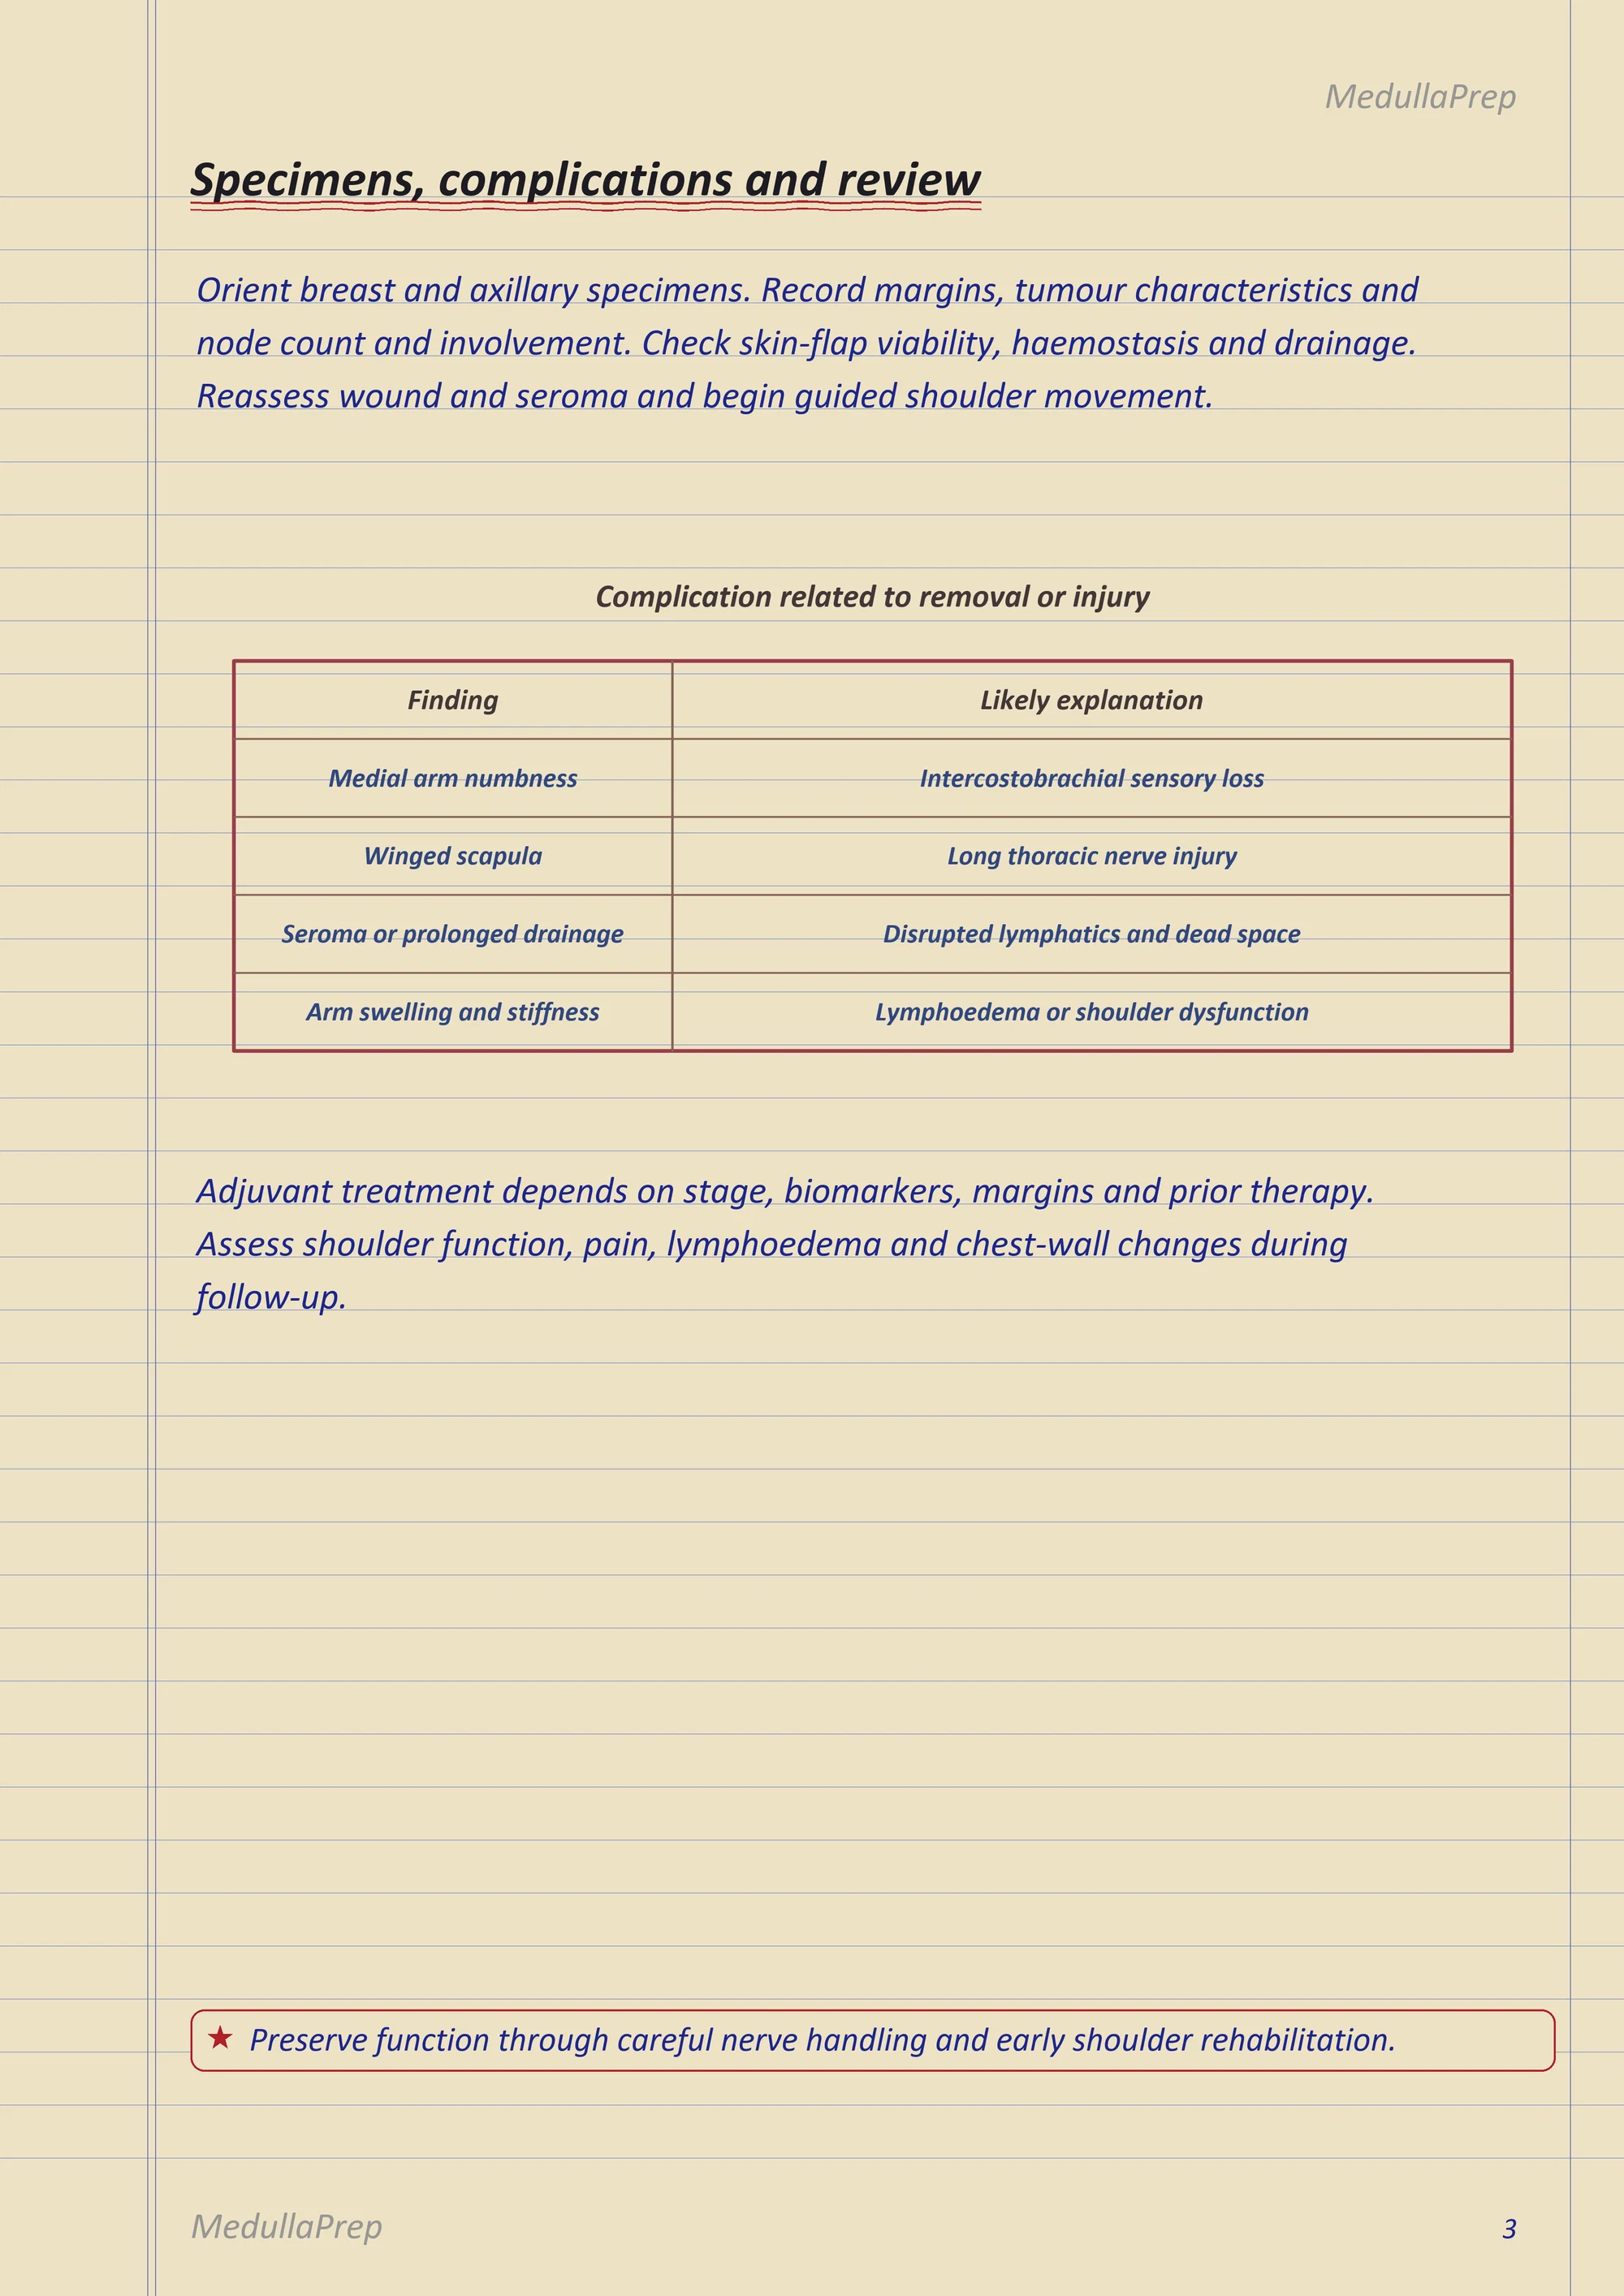 MedullaPrep
Specimens, complications and review
Orient breast and axillary specimens. Record margins, tumour characteristics and
node count and involvement. Check skin-flap viability, haemostasis and drainage.
Reassess wound and seroma and begin guided shoulder movement.
Complication related to removal or injury
Finding Likely explanation
Medial arm numbness Intercostobrachial sensory loss
Winged scapula Long thoracic nerve injury
Seroma or prolonged drainage Disrupted lymphatics and dead space
Arm swelling and stiffness Lymphoedema or shoulder dysfunction
Adjuvant treatment depends on stage, biomarkers, margins and prior therapy.
Assess shoulder function, pain, lymphoedema and chest-wall changes during
follow-up.
★ Preserve function through careful nerve handling and early shoulder rehabilitation.
MedullaPrep 3